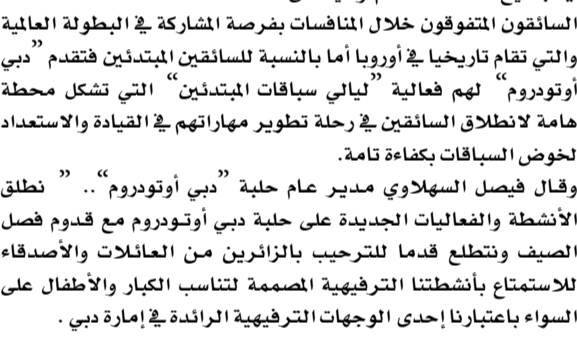 السائقون المتفوقون خلال المنافسات بفرصة المشاركة في البطولة العالمية
والتي تقام تاريخيا في أوروبا أما بالنسبة للسائقين المبتدئين فتقدم ”دبي
أوتودروم“ لهم فعالية ”ليالي سباقات المبتدئين“ التي تشكل محطة
هامة لانطلاق السائقين في رحلة تطوير مهاراتهم في القيادة والاستعداد
لخوض السباقات بكفاءة تامة.
وقال فيصل السهلاوي مدير عام حلبة ”دبي أوتودروم“.. ” نطلق
الأنشطة والفعاليات الجديدة على حلبة دبي أوتودروم مع قدوم فصل
الصيف ونتطلع قدما للترحيب بالزائرين من العائلات والأصدقاء
للاستمتاع بأنشطتنا الترفيهية المصممة لتناسب الكبار والأطفال على
السواء باعتبارنا إحدى الوجهات الترفيهية الرائدة في إمارة دبي .